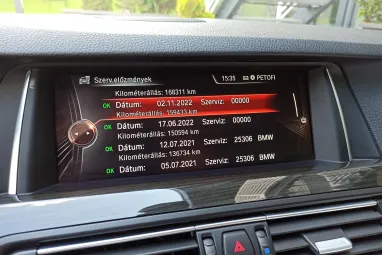 Szerv.előzmények 15:35 PETOFI
Kilométerállás: 168311 km
OK Dátum: 02.11.2022 Szerviz: 00000
Kilométerállás: 159413 km
OK Dátum: 17.06.2022 Szerviz: 00000
Kilométerállás: 150594 km
OK Dátum: 12.07.2021 Szerviz: 25306 BMW
Kilométerállás: 136734 km
OK Dátum: 05.07.2021 Szerviz: 25306 BMW